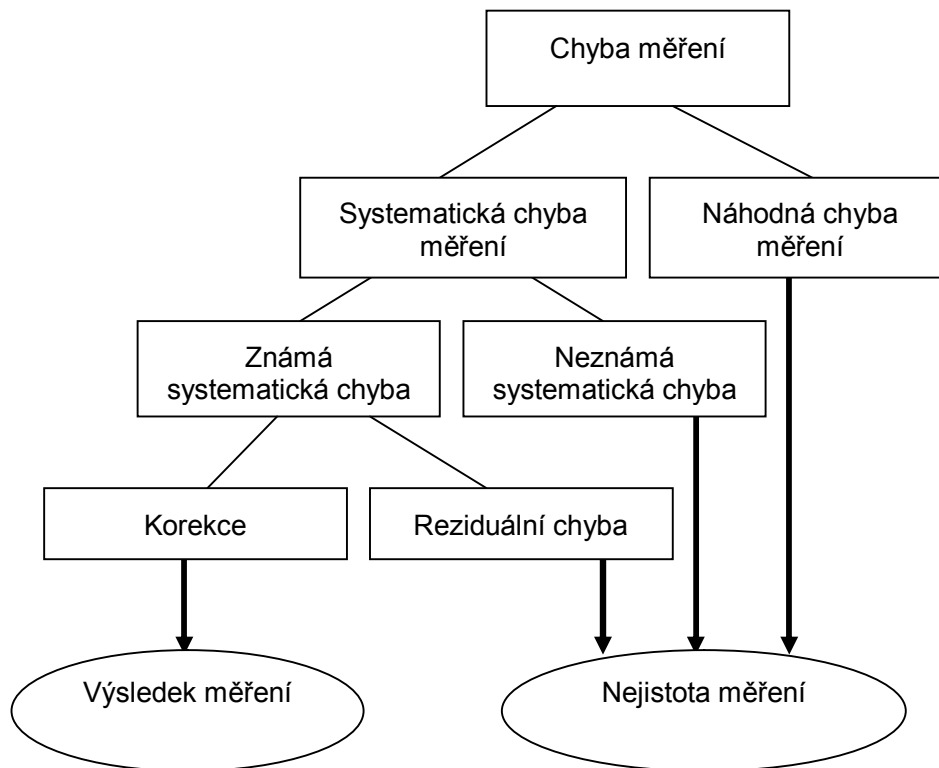 Chyba měření
Systematická chyba
měření
Náhodná chyba
měření
Známá
systematická chyba
Neznámá
systematická chyba
Korekce
Reziduální chyba
Výsledek měření
Nejistota měření